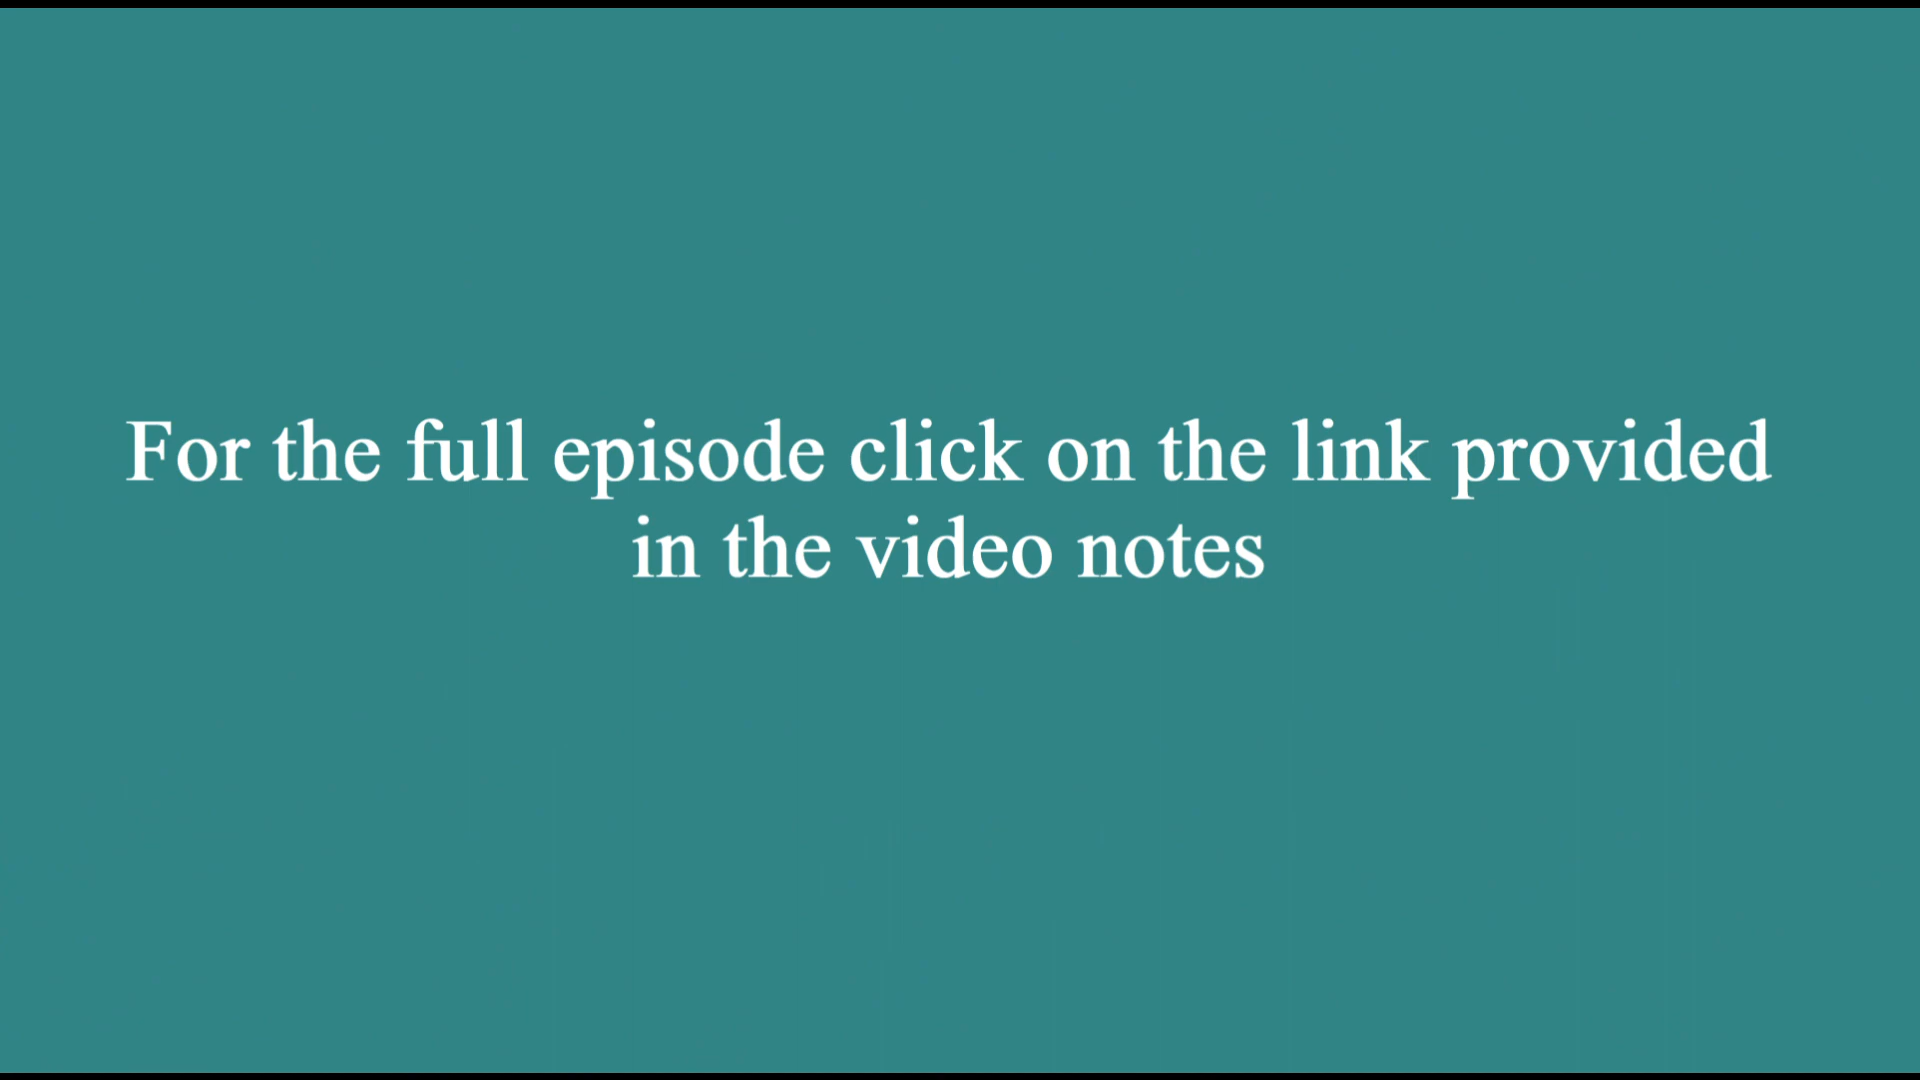 For the full episode click on the link provided
in the video notes